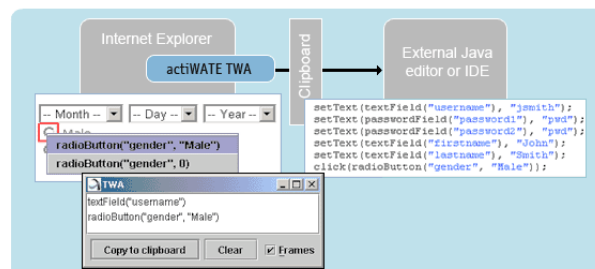 Internet Explorer
actiWATE TWA
Clipboard
External Java
editor or IDE
-- Month --
-- Day --
-- Year --
Male
radioButton("gender", "Male")
radioButton("gender", 0)
setText(textField("username"), "jsmith");
setText(passwordField("password1"), "pwd");
setText(passwordField("password2"), "pwd");
setText(textField("firstname"), "John");
setText(textField("lastname"), "Smith");
click(radioButton("gender", "Male"));
TWA
textField("username")
radioButton("gender", "Male")
Copy to clipboard
Clear
Frames